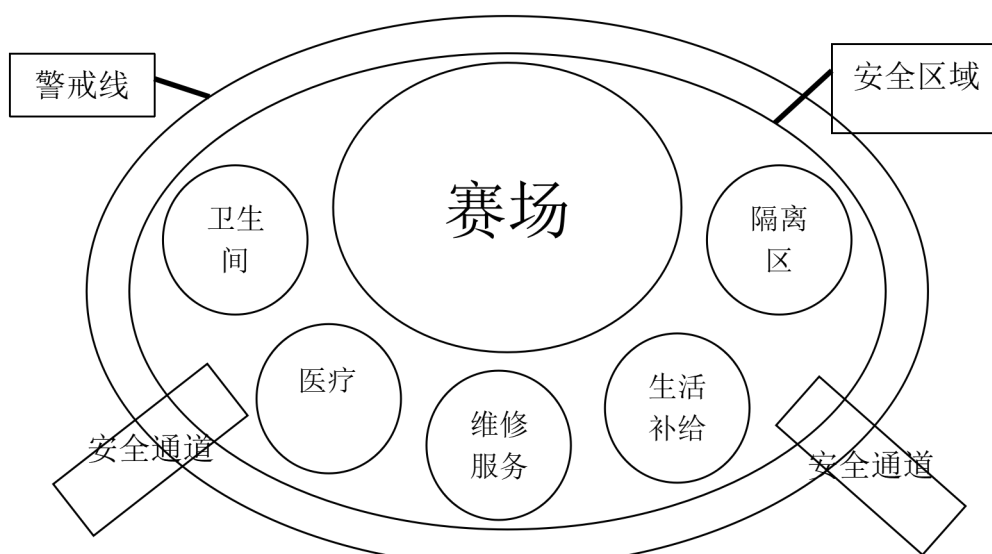 警戒线
安全区域
赛场
卫生
间
隔离
区
医疗
生活
补给
维修
服务
安全通道
安全通道